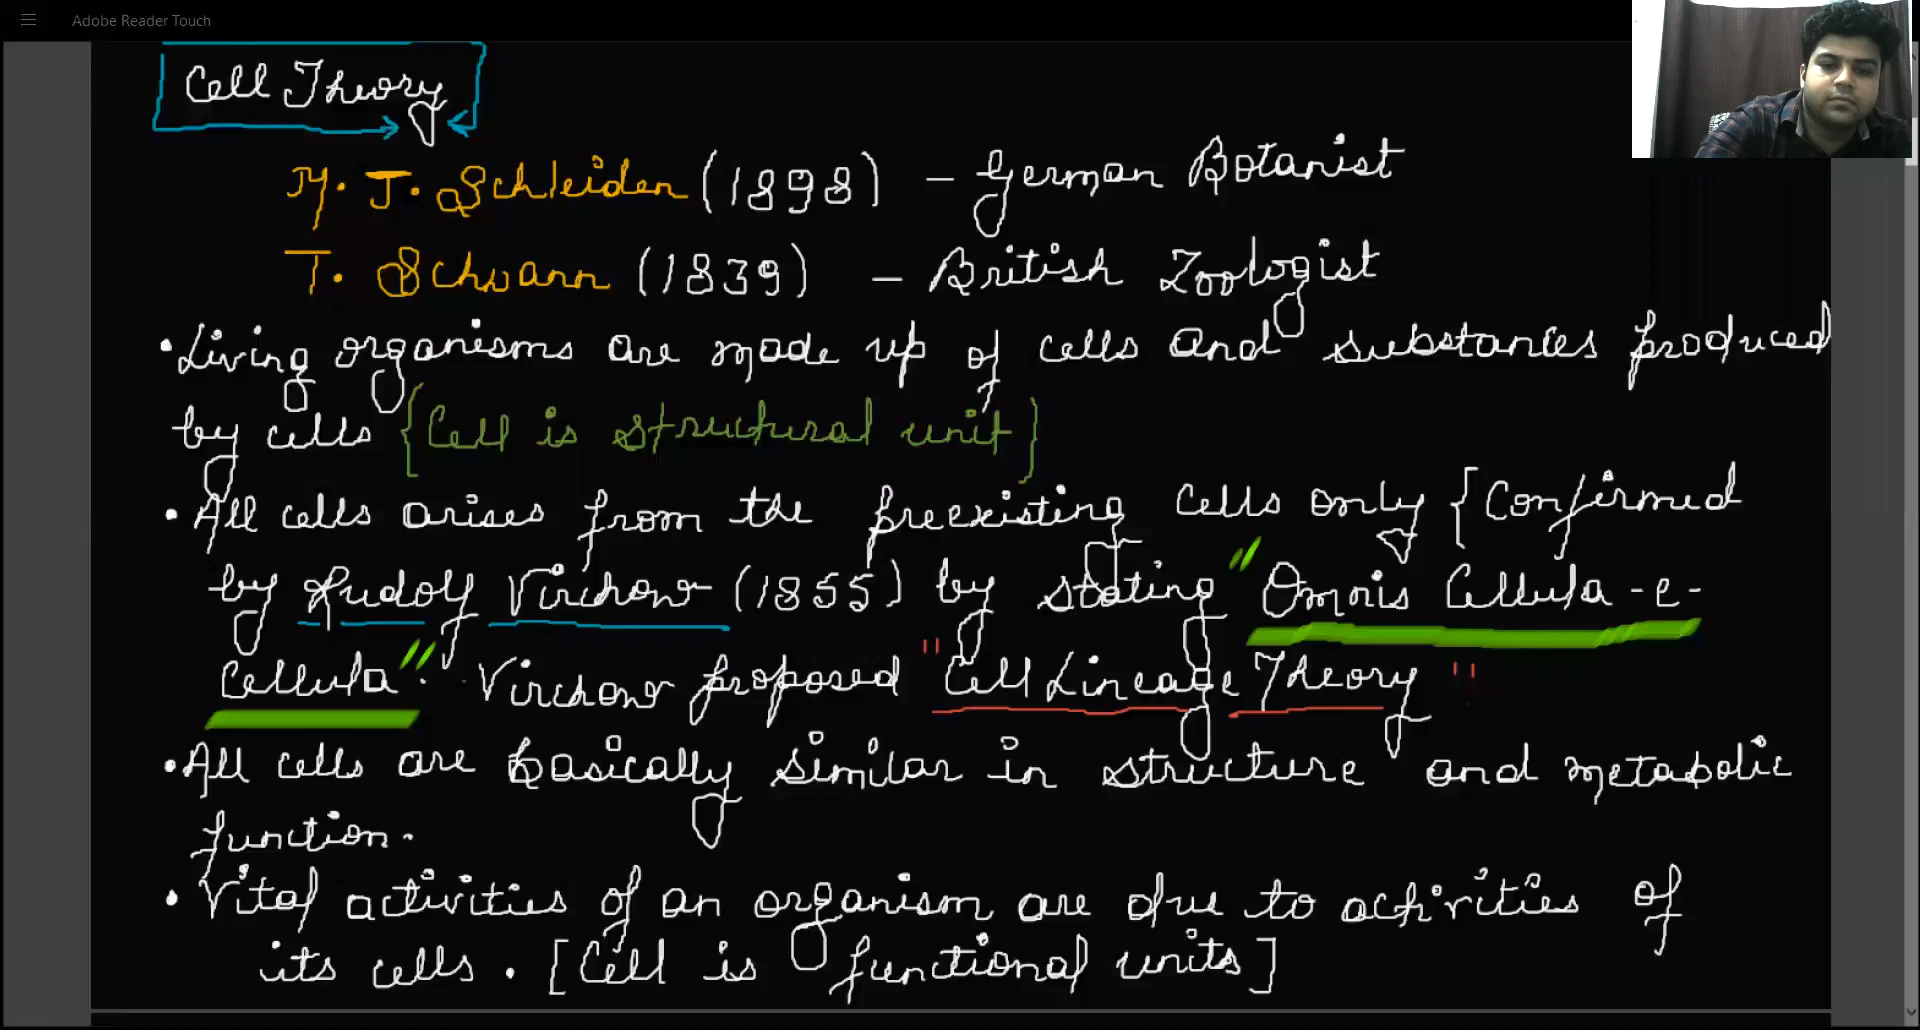 Adobe Reader Touch
Cell Theory
M. J. Schleiden (1898) - German Botanist
T. Schwann (1839) - British Zoologist
• Living organisms are made up of cells and substances produced
by cells {Cell is structural unit}
• All cells arises from the preexisting cells only {Confirmed
by Rudolf Virchow (1855) by stating "Omnis Cellula-e-
Cellula". Virchow proposed "Cell Lineage Theory"
• All cells are basically similar in structure and metabolic
function.
• Vital activities of an organism are due to activities of
its cells. [Cell is functional units]